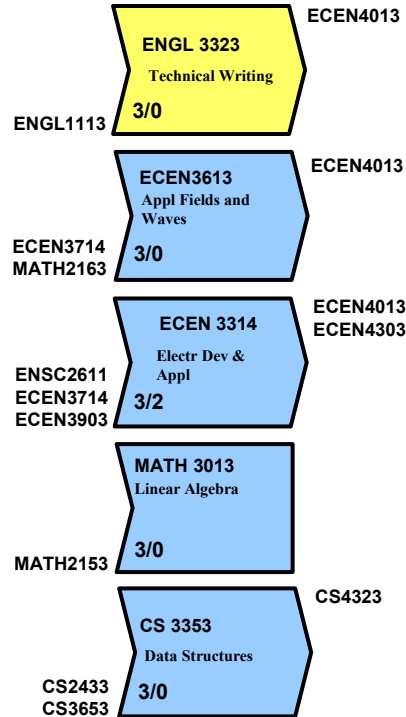 ECEN4013
ENGL 3323
Technical Writing
3/0
ENGL1113
ECEN4013
ECEN3613
Appl Fields and
Waves
3/0
ECEN3714
MATH2163
ECEN4013
ECEN4303
ECEN 3314
Electr Dev &
Appl
3/2
ENSC2611
ECEN3714
ECEN3903
MATH 3013
Linear Algebra
3/0
MATH2153
CS4323
CS 3353
Data Structures
3/0
CS2433
CS3653